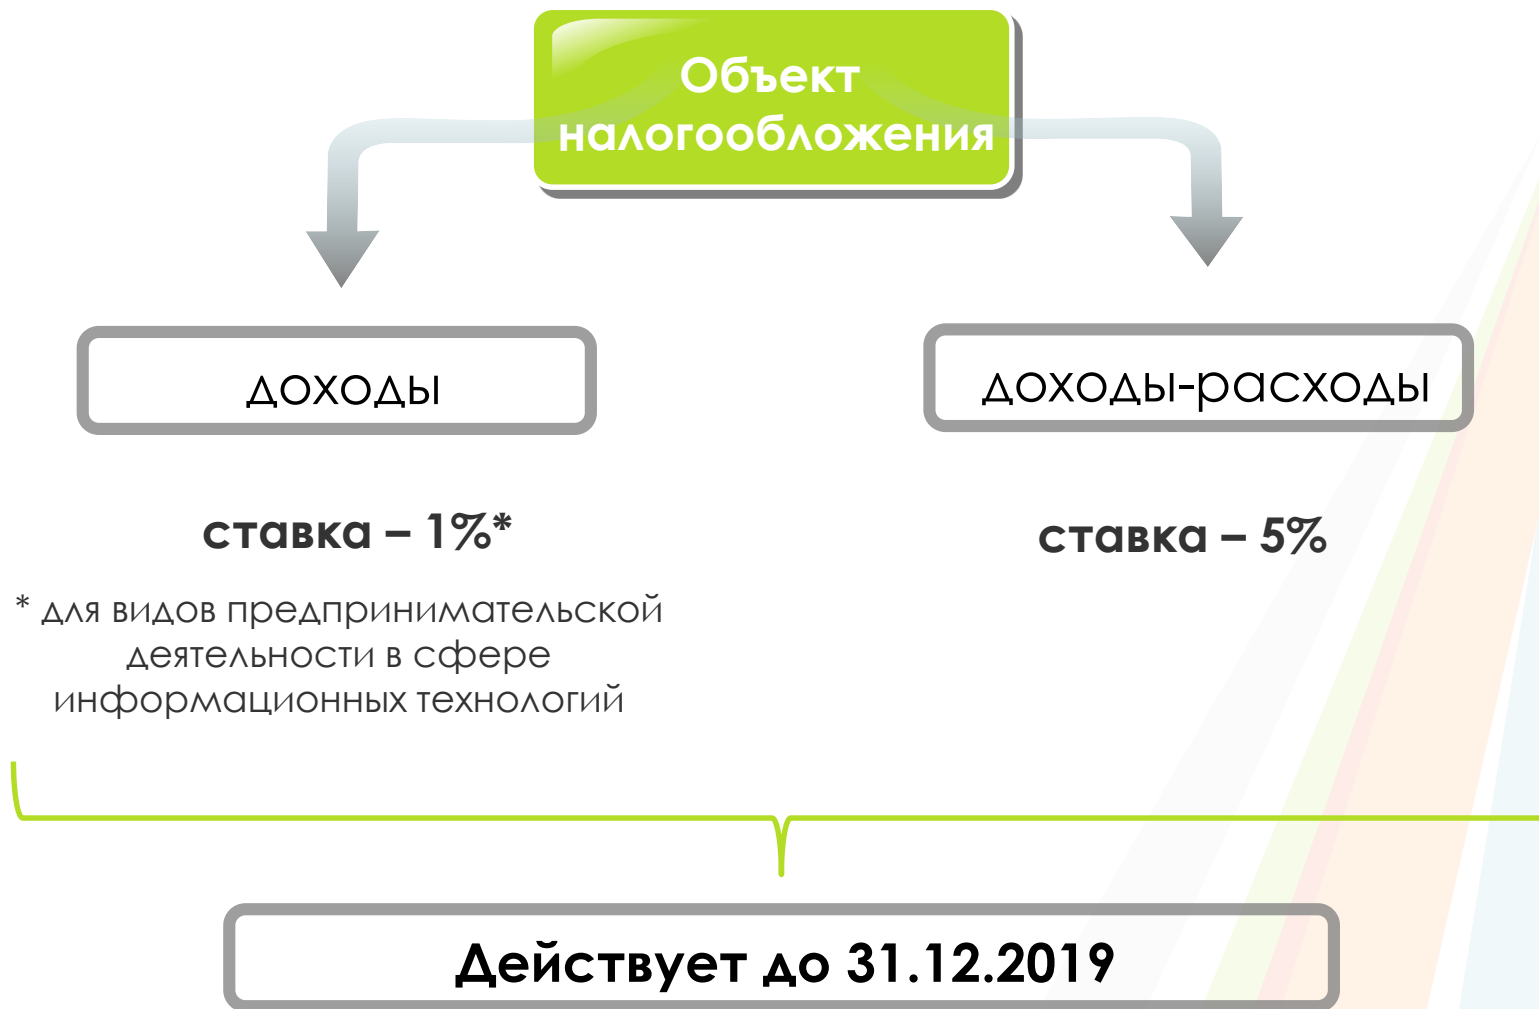 Объект
налогообложения
доходы
доходы-расходы
ставка – 1%*
ставка – 5%
* для видов предпринимательской
деятельности в сфере
информационных технологий
Действует до 31.12.2019